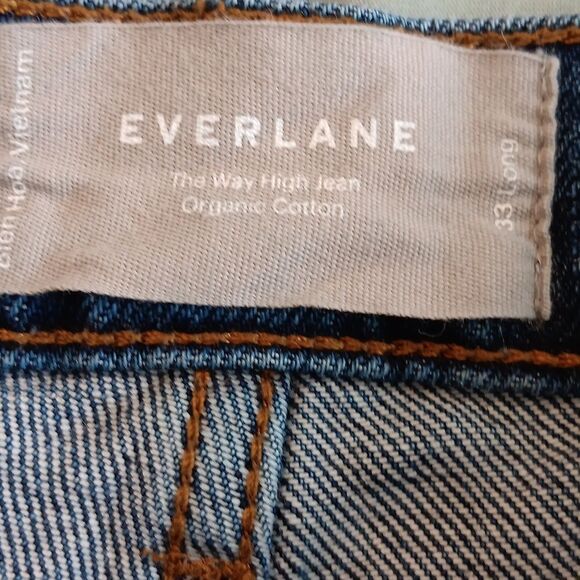 Bien Hoa, Vietnam
EVERLANE
The Way High Jean
Organic Cotton
33 Long